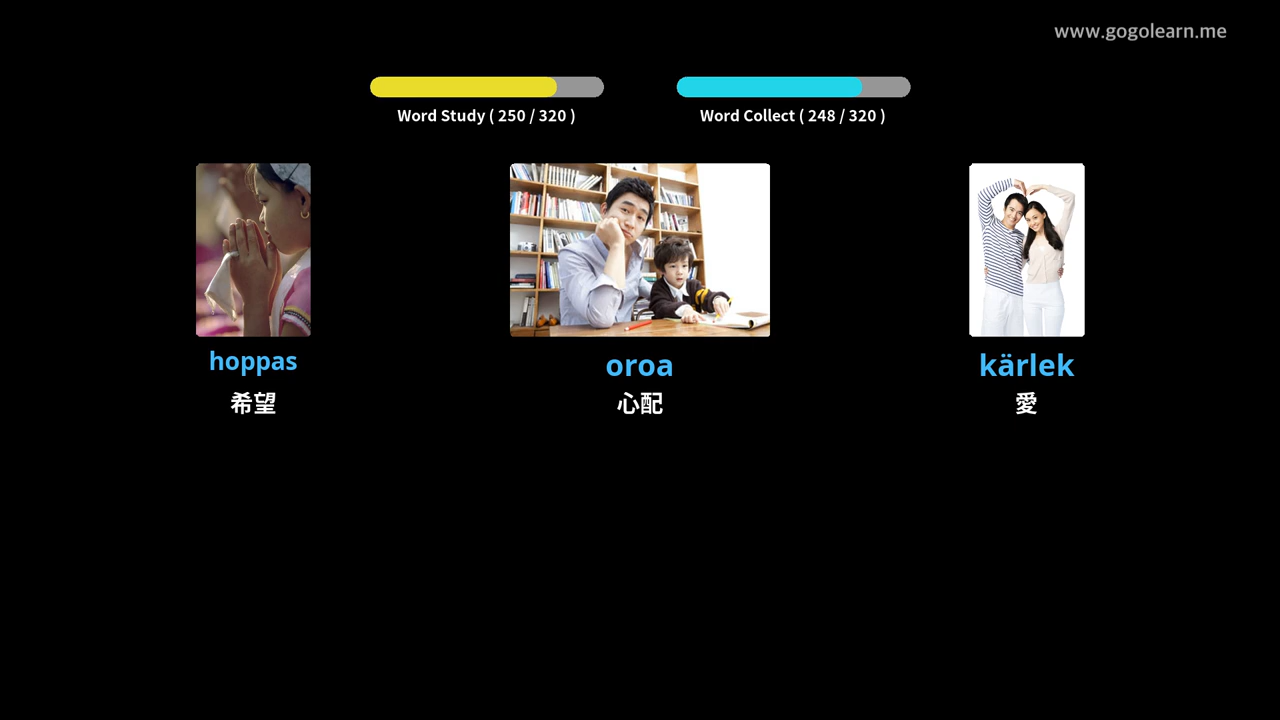 www.gogolearn.me
Word Study ( 250 / 320 )
Word Collect ( 248 / 320 )
hoppas
oroa
kärlek
希望
心配
愛